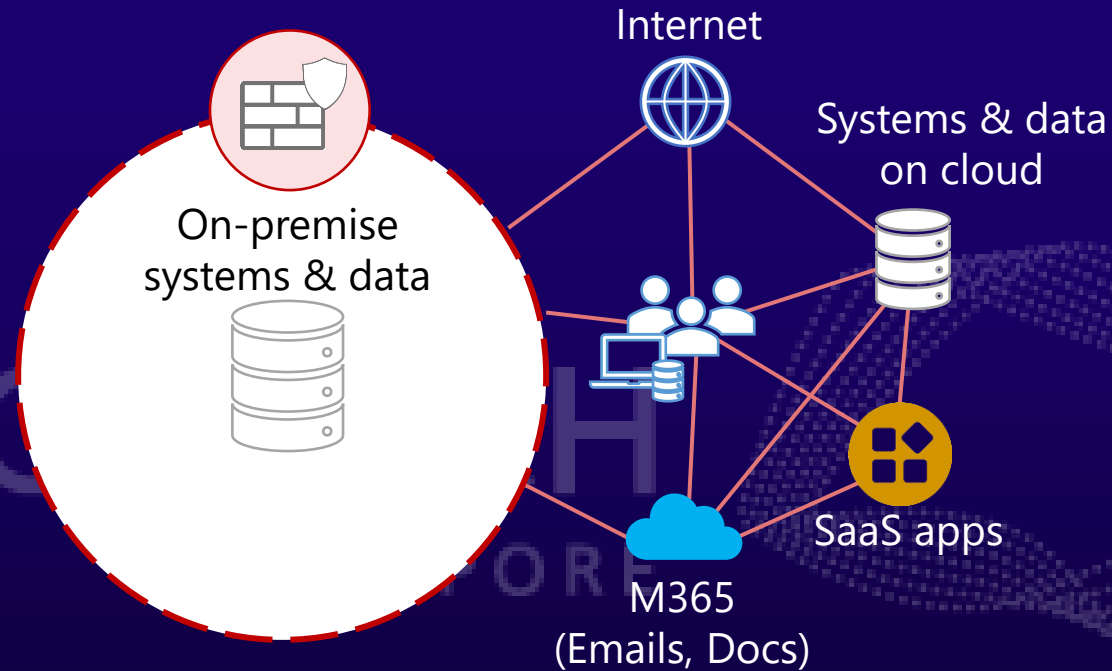 Internet
Systems & data
on cloud
On-premise
systems & data
SaaS apps
M365
(Emails, Docs)